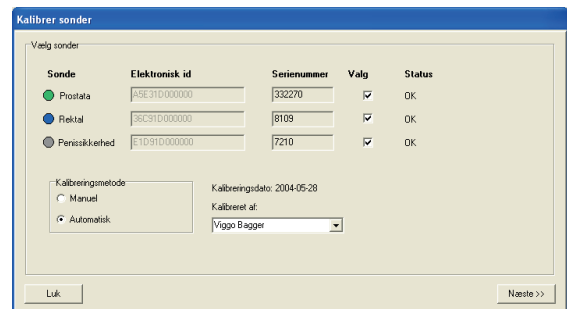 Kalibrer sonder
Vælg sonder
Sonde Elektronisk id Serienummer Valg Status
Prostata A5E31D000000 332270 OK
Rektal 36C91D000000 8109 OK
Penissikkerhed E1D91D000000 7210 OK
Kalibreringsmetode
Manuel
Automatisk
Kalibreringsdato: 2004-05-28
Kalibreret af:
Viggo Bagger
Luk Næste >>